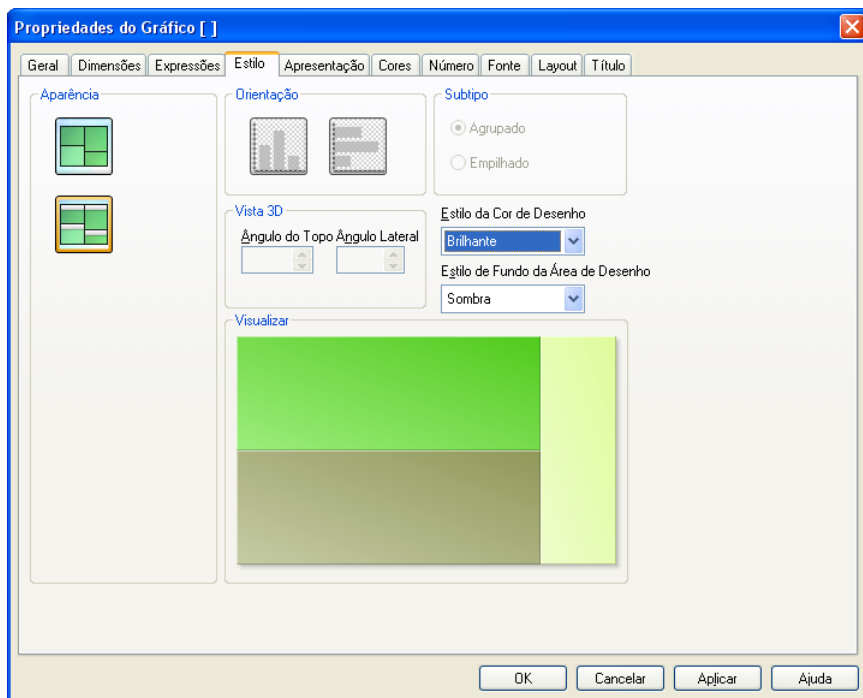 Propriedades do Gráfico [ ]
Geral Dimensões Expressões Estilo Apresentação Cores Número Fonte Layout Título
Aparência
Orientação
Subtipo
Agrupado
Empilhado
Vista 3D
Ângulo do Topo Ângulo Lateral
Estilo da Cor de Desenho
Brilhante
Estilo de Fundo da Área de Desenho
Sombra
Visualizar
OK Cancelar Aplicar Ajuda